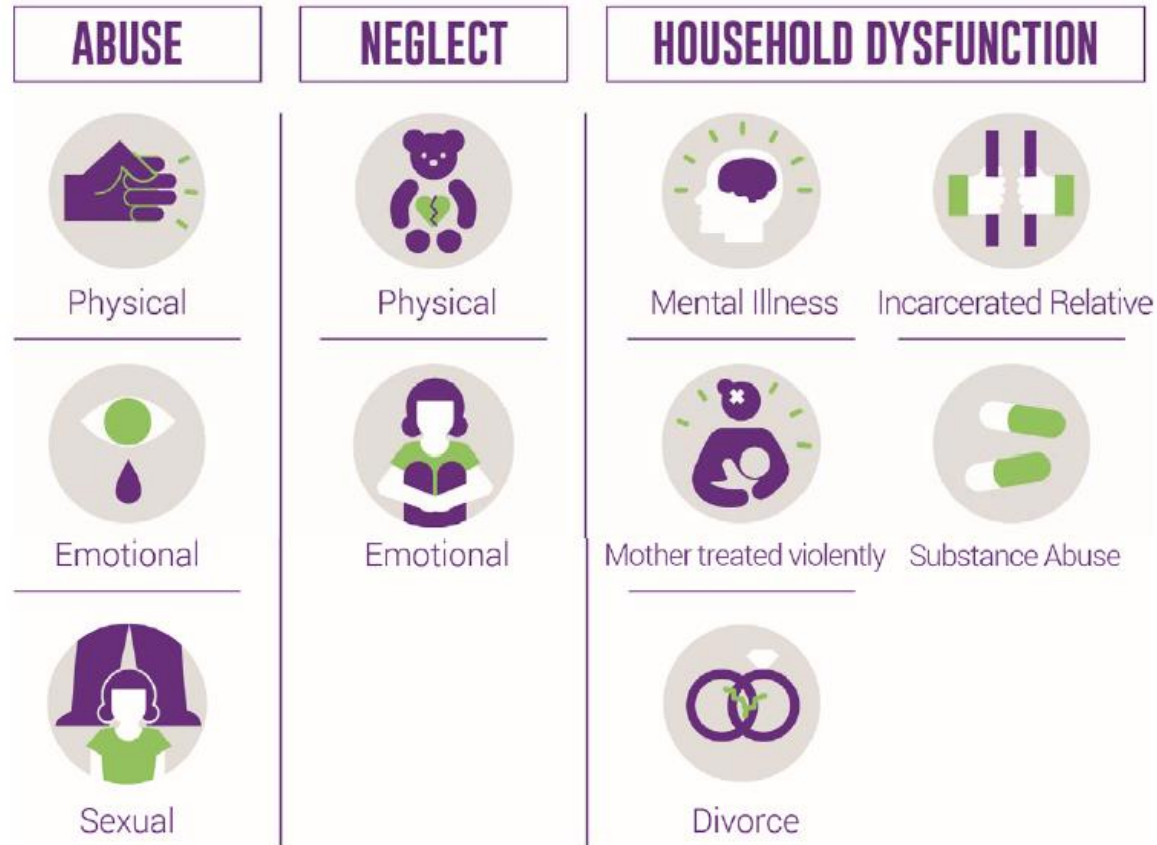 ABUSE
Physical
Emotional
Sexual
NEGLECT
Physical
Emotional
HOUSEHOLD DYSFUNCTION
Mental Illness
Incarcerated Relative
Mother treated violently
Substance Abuse
Divorce